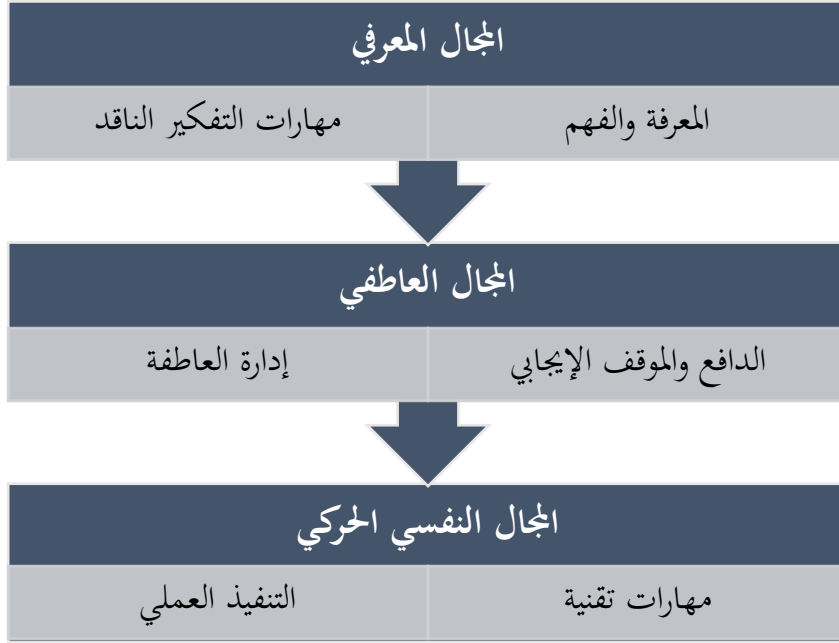 المجال المعرفي
المعرفة والفهم
مهارات التفكير الناقد
المجال العاطفي
الدافع والموقف الإيجابي
إدارة العاطفة
المجال النفسي الحركي
مهارات تقنية
التنفيذ العملي